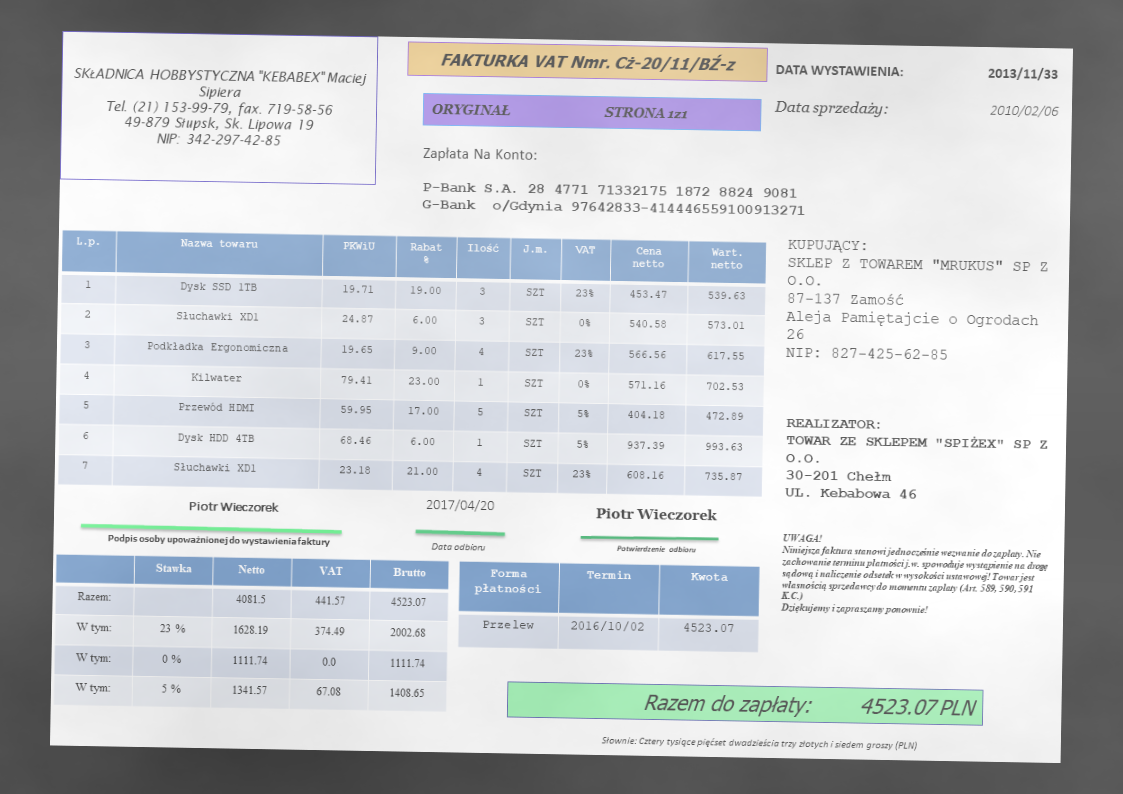 SKŁADNICA HOBBYSTYCZNA "KEBABEX" Maciej
Sipiera
Tel. (21) 153-99-79, fax. 719-58-56
49-879 Słupsk, Sk. Lipowa 19
NIP: 342-297-42-85
FAKTURKA VAT Nmr. Cż-20/11/BŹ-z
ORYGINAŁ STRONA 1z1
DATA WYSTAWIENIA: 2013/11/33
Data sprzedaży: 2010/02/06
Zapłata Na Konto:
P-Bank S.A. 28 4771 71332175 1872 8824 9081
G-Bank o/Gdynia 97642833-414446559100913271
L.p. Nazwa towaru PKWiU Rabat % Ilość J.m. VAT Cena netto Wart. netto
1 Dysk SSD 1TB 19.71 19.00 3 SZT 23% 453.47 539.63
2 Słuchawki XD1 24.87 6.00 3 SZT 0% 540.58 573.01
3 Podkładka Ergonomiczna 19.65 9.00 4 SZT 23% 566.56 617.55
4 Kilwater 79.41 23.00 1 SZT 0% 571.16 702.53
5 Przewód HDMI 59.95 17.00 5 SZT 5% 404.18 472.89
6 Dysk HDD 4TB 68.46 6.00 1 SZT 5% 937.39 993.63
7 Słuchawki XD1 23.18 21.00 4 SZT 23% 608.16 735.87
KUPUJĄCY:
SKLEP Z TOWAREM "MRUKUS" SP Z
O.O.
87-137 Zamość
Aleja Pamiętajcie o Ogrodach
26
NIP: 827-425-62-85
REALIZATOR:
TOWAR ZE SKLEPEM "SPIŻEX" SP Z
O.O.
30-201 Chełm
UL. Kebabowa 46
Piotr Wieczorek 2017/04/20 Piotr Wieczorek
Podpis osoby upoważnionej do wystawienia faktury Data odbioru Potwierdzenie odbioru
UWAGA!
Niniejsza faktura stanowi jednocześnie wezwanie do zapłaty. Nie
zachowanie terminu płatności j.w. spowoduje wystąpienie na drogę
sądową i naliczenie odsetek w wysokości ustawowej! Towar jest
własnością sprzedawcy do momentu zapłaty (Art. 589, 590, 591
K.C.)
Dziękujemy i zapraszamy ponownie!
Stawka Netto VAT Brutto
Razem: 4081.5 441.57 4523.07
W tym: 23 % 1628.19 374.49 2002.68
W tym: 0 % 1111.74 0.0 1111.74
W tym: 5 % 1341.57 67.08 1408.65
Forma płatności Termin Kwota
Przelew 2016/10/02 4523.07
Razem do zapłaty: 4523.07 PLN
Słownie: Cztery tysiące pięćset dwadzieścia trzy złotych i siedem groszy (PLN)